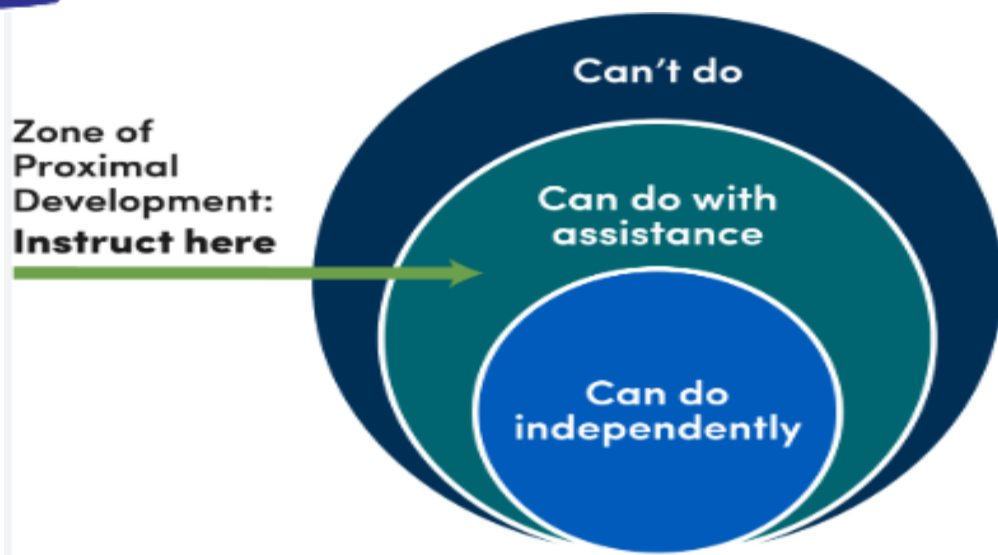 Can't do
Zone of
Proximal
Development:
Instruct here
Can do with
assistance
Can do
independently